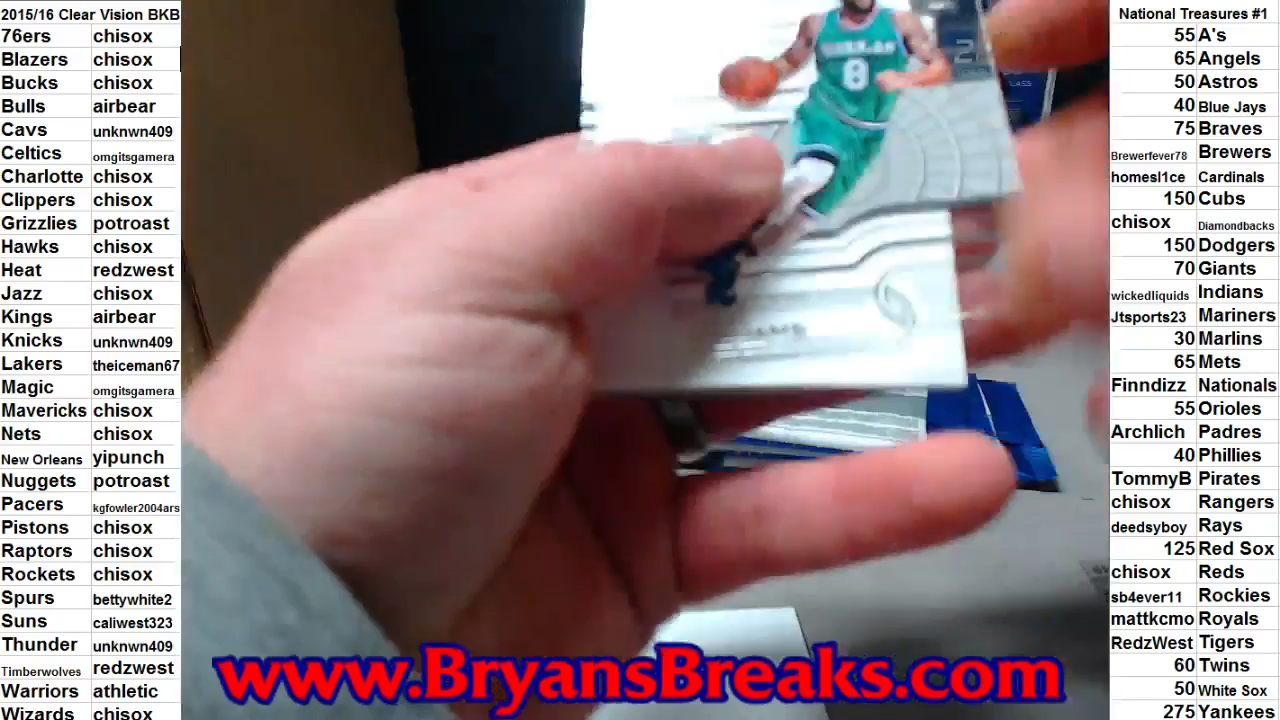 2015/16 Clear Vision BKB
76ers chisox
Blazers chisox
Bucks chisox
Bulls airbear
Cavs unknwn409
Celtics omgitsgamera
Charlotte chisox
Clippers chisox
Grizzlies potroast
Hawks chisox
Heat redzwest
Jazz chisox
Kings airbear
Knicks unknwn409
Lakers theiceman67
Magic omgitsgamera
Mavericks chisox
Nets chisox
New Orleans yipunch
Nuggets potroast
Pacers kgfowler2004ars
Pistons chisox
Raptors chisox
Rockets chisox
Spurs bettywhite2
Suns caliwest323
Thunder unknwn409
Timberwolves redzwest
Warriors athletic
Wizards chisox
8
www.BryansBreaks.com
National Treasures #1
55 A's
65 Angels
50 Astros
40 Blue Jays
75 Braves
Brewerfever78 Brewers
homesl1ce Cardinals
150 Cubs
chisox Diamondbacks
150 Dodgers
70 Giants
wickedliquids Indians
Jtsports23 Mariners
30 Marlins
65 Mets
Finndizz Nationals
55 Orioles
Archlich Padres
40 Phillies
TommyB Pirates
chisox Rangers
deedsyboy Rays
125 Red Sox
chisox Reds
sb4ever11 Rockies
mattkcmo Royals
RedzWest Tigers
60 Twins
50 White Sox
275 Yankees